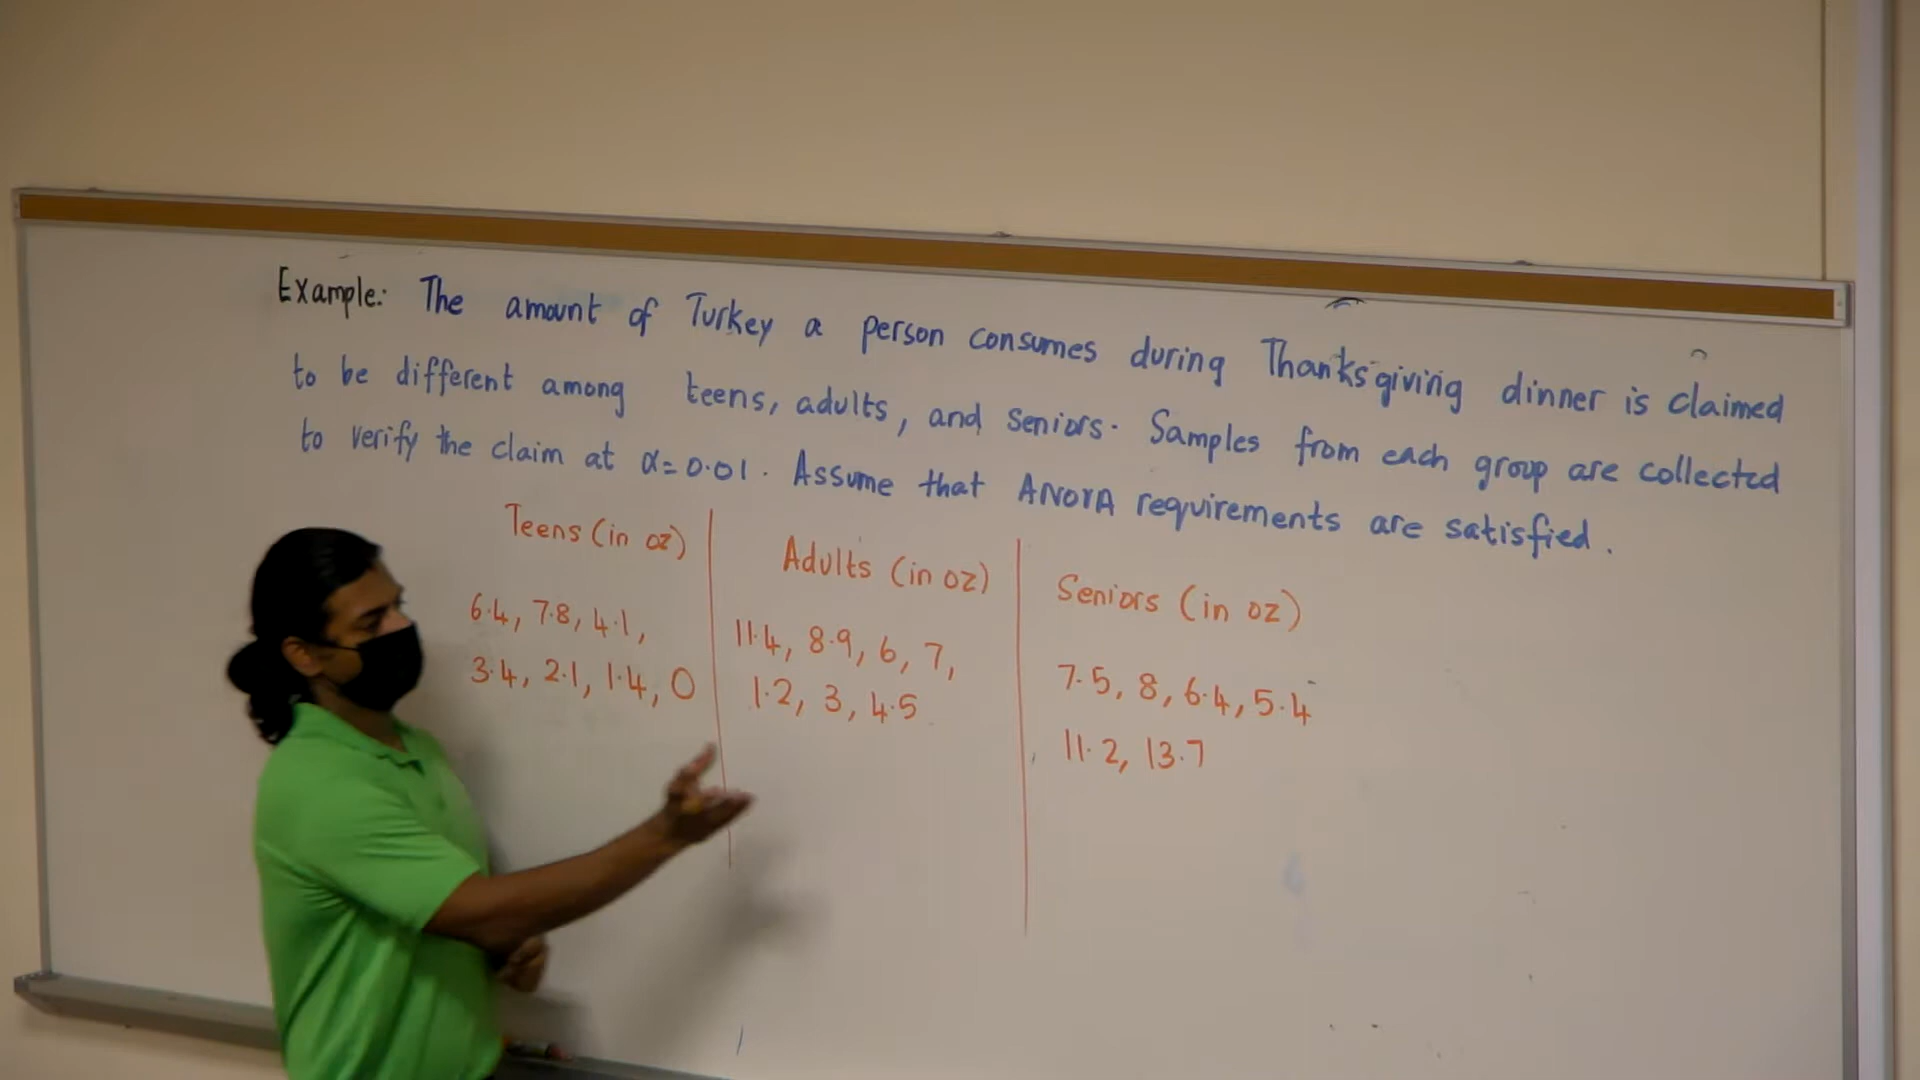 Example: The amount of Turkey a person consumes during Thanksgiving dinner is claimed
to be different among teens, adults, and seniors. Samples from each group are collected
to verify the claim at α=0.01. Assume that ANOVA requirements are satisfied.
Teens (in oz)
6.4, 7.8, 4.1,
3.4, 2.1, 1.4, 0
Adults (in oz)
11.4, 8.9, 6, 7,
1.2, 3, 4.5
Seniors (in oz)
7.5, 8, 6.4, 5.4
11.2, 13.7